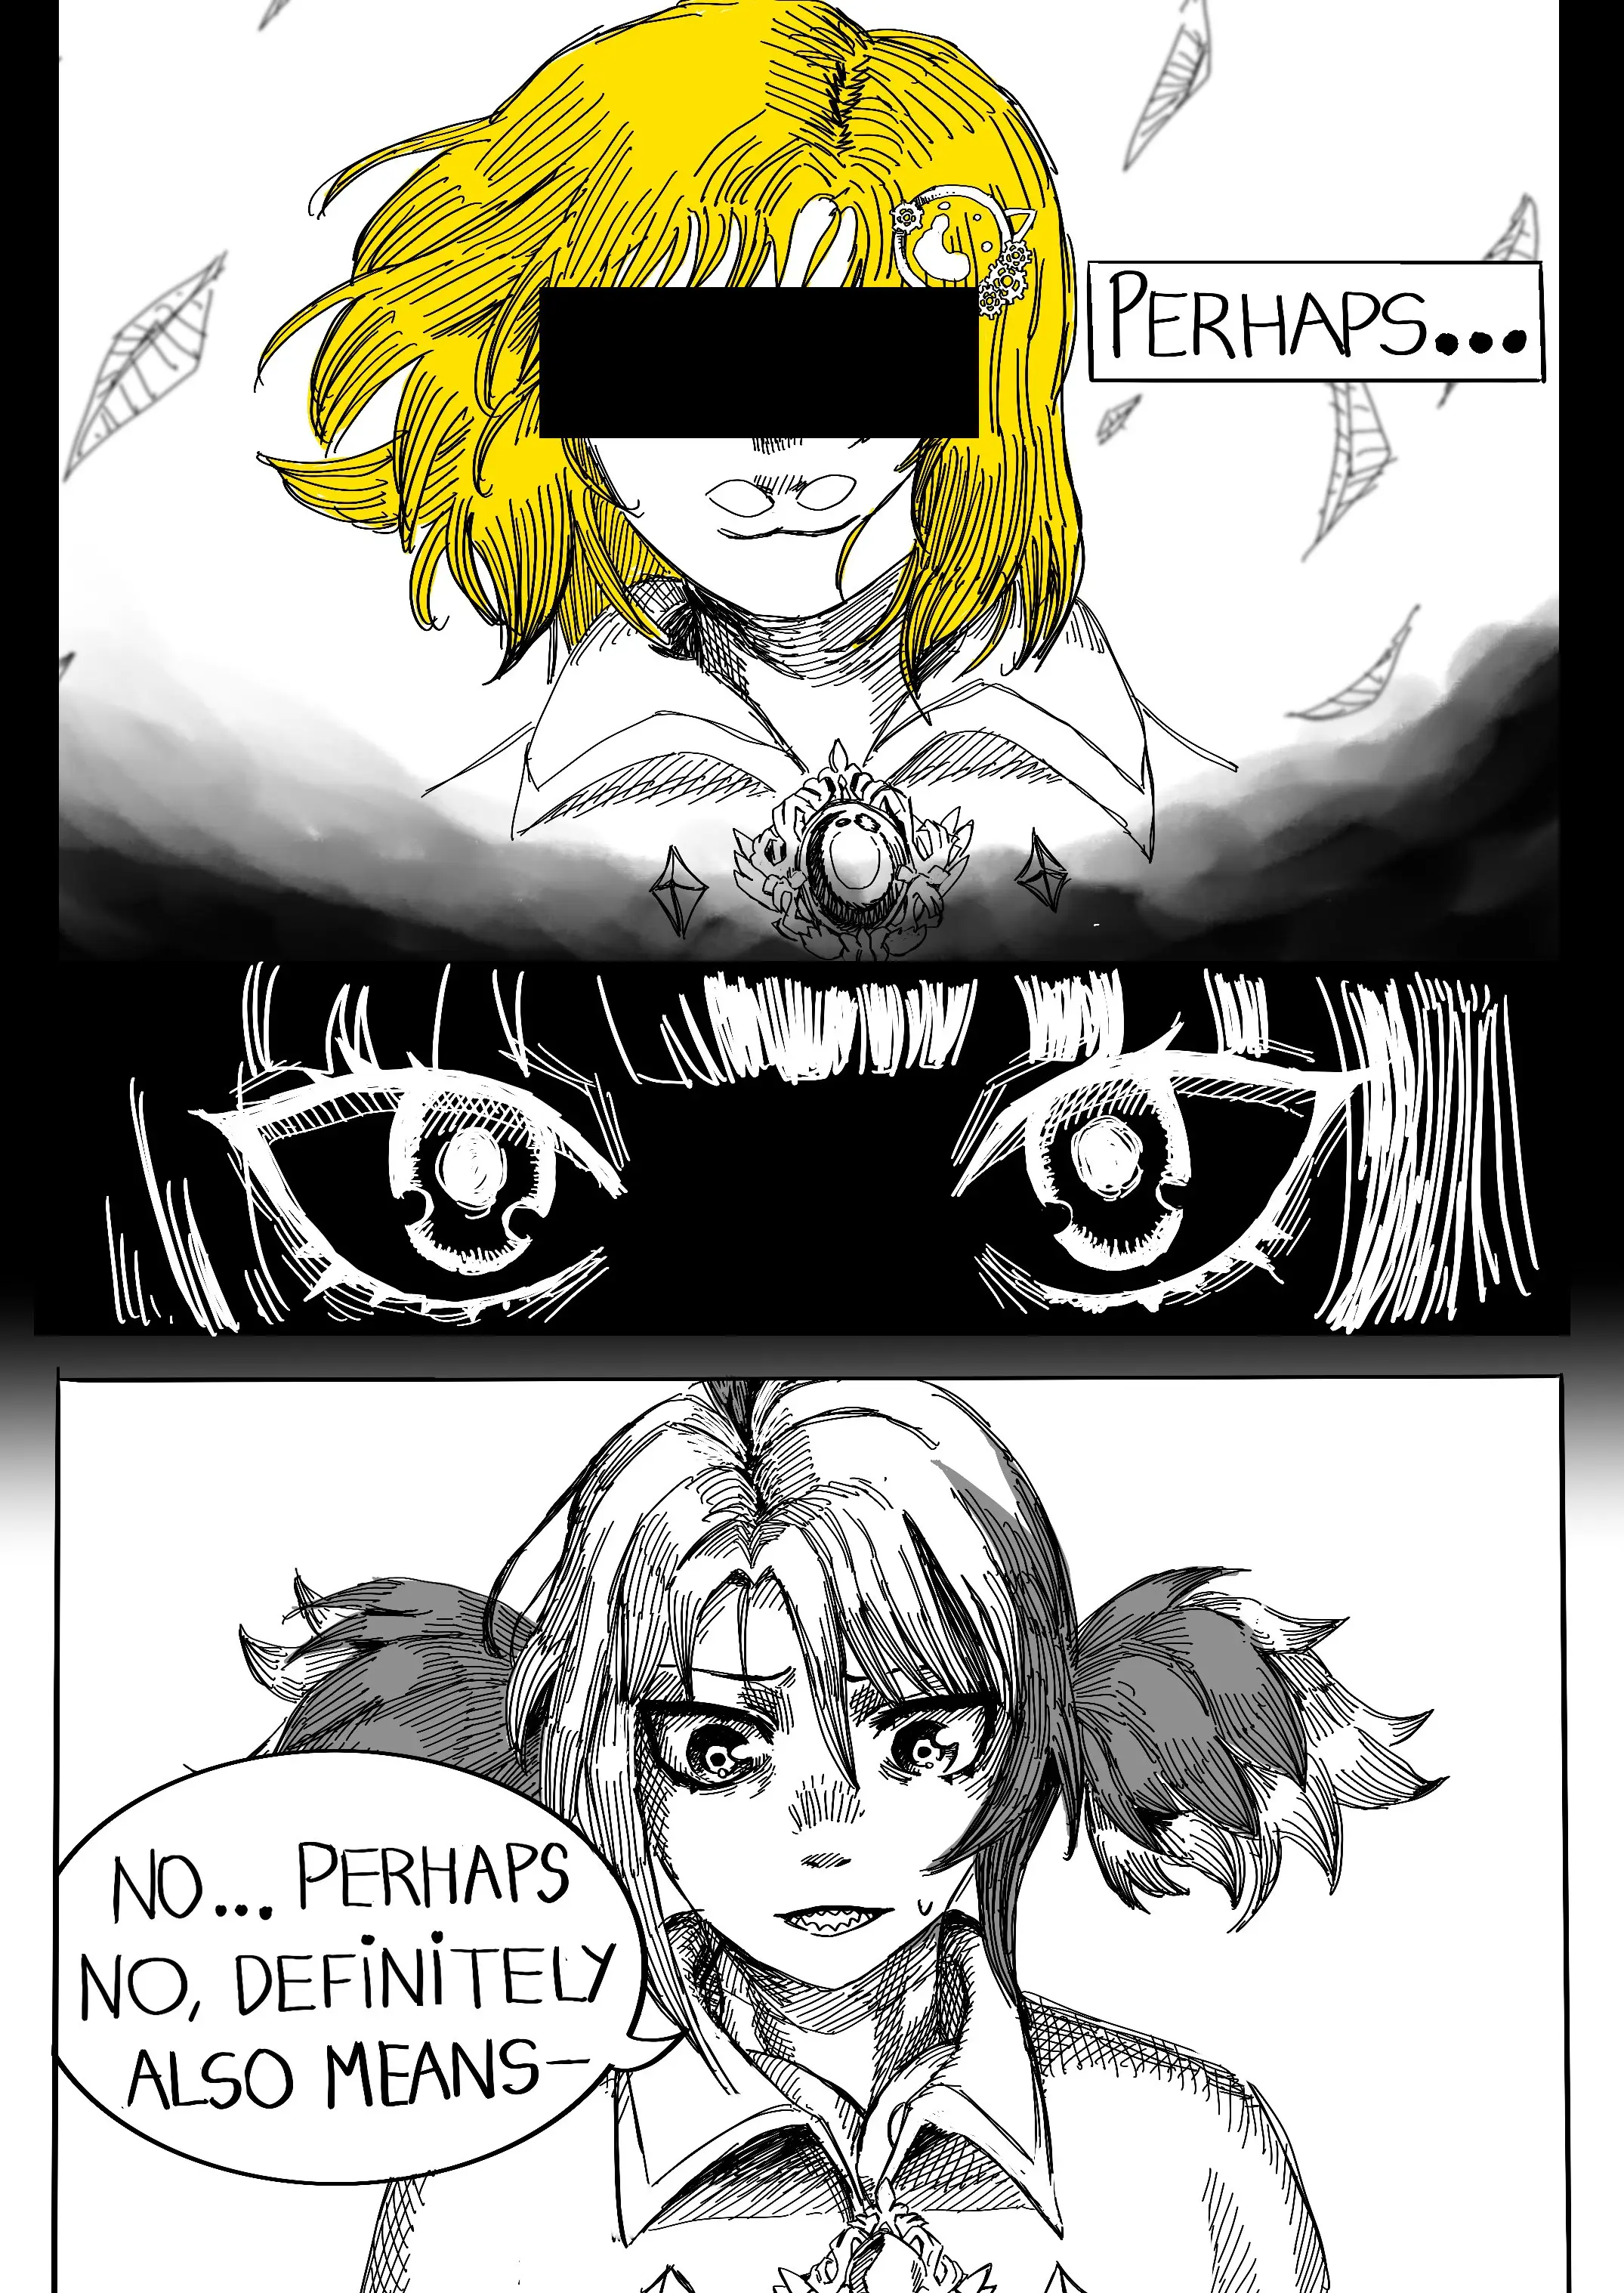 PERHAPS...
NO... PERHAPS
NO, DEFiNiTELY
ALSO MEANS—